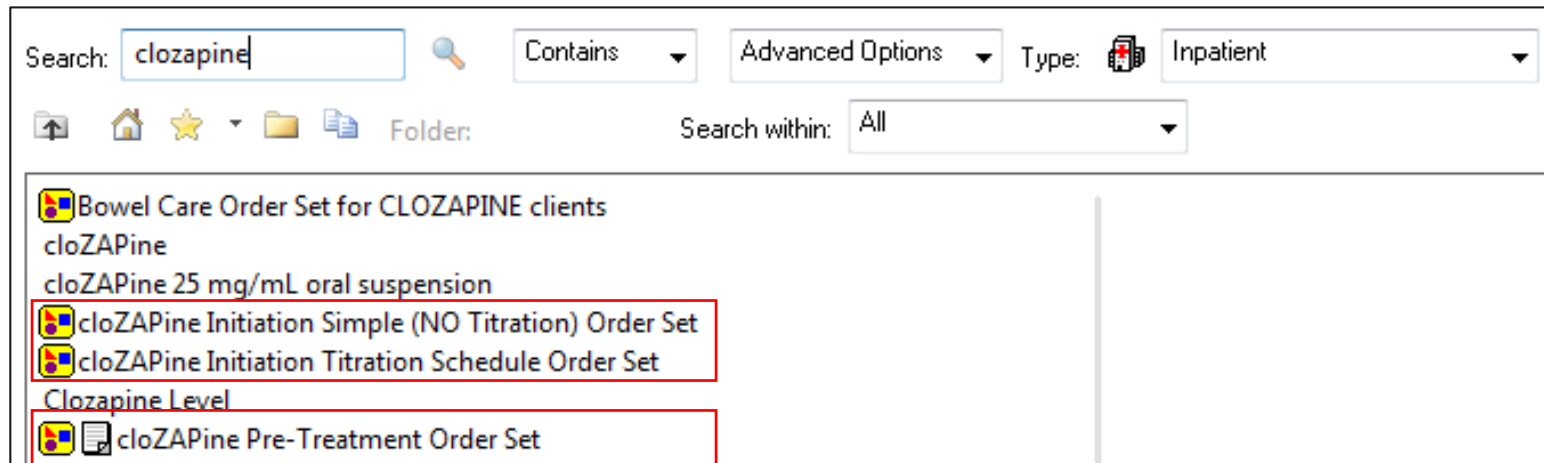 Search: clozapine Contains Advanced Options Type: Inpatient
Folder: Search within: All
Bowel Care Order Set for CLOZAPINE clients
cloZAPine
cloZAPine 25 mg/mL oral suspension
cloZAPine Initiation Simple (NO Titration) Order Set
cloZAPine Initiation Titration Schedule Order Set
Clozapine Level
cloZAPine Pre-Treatment Order Set